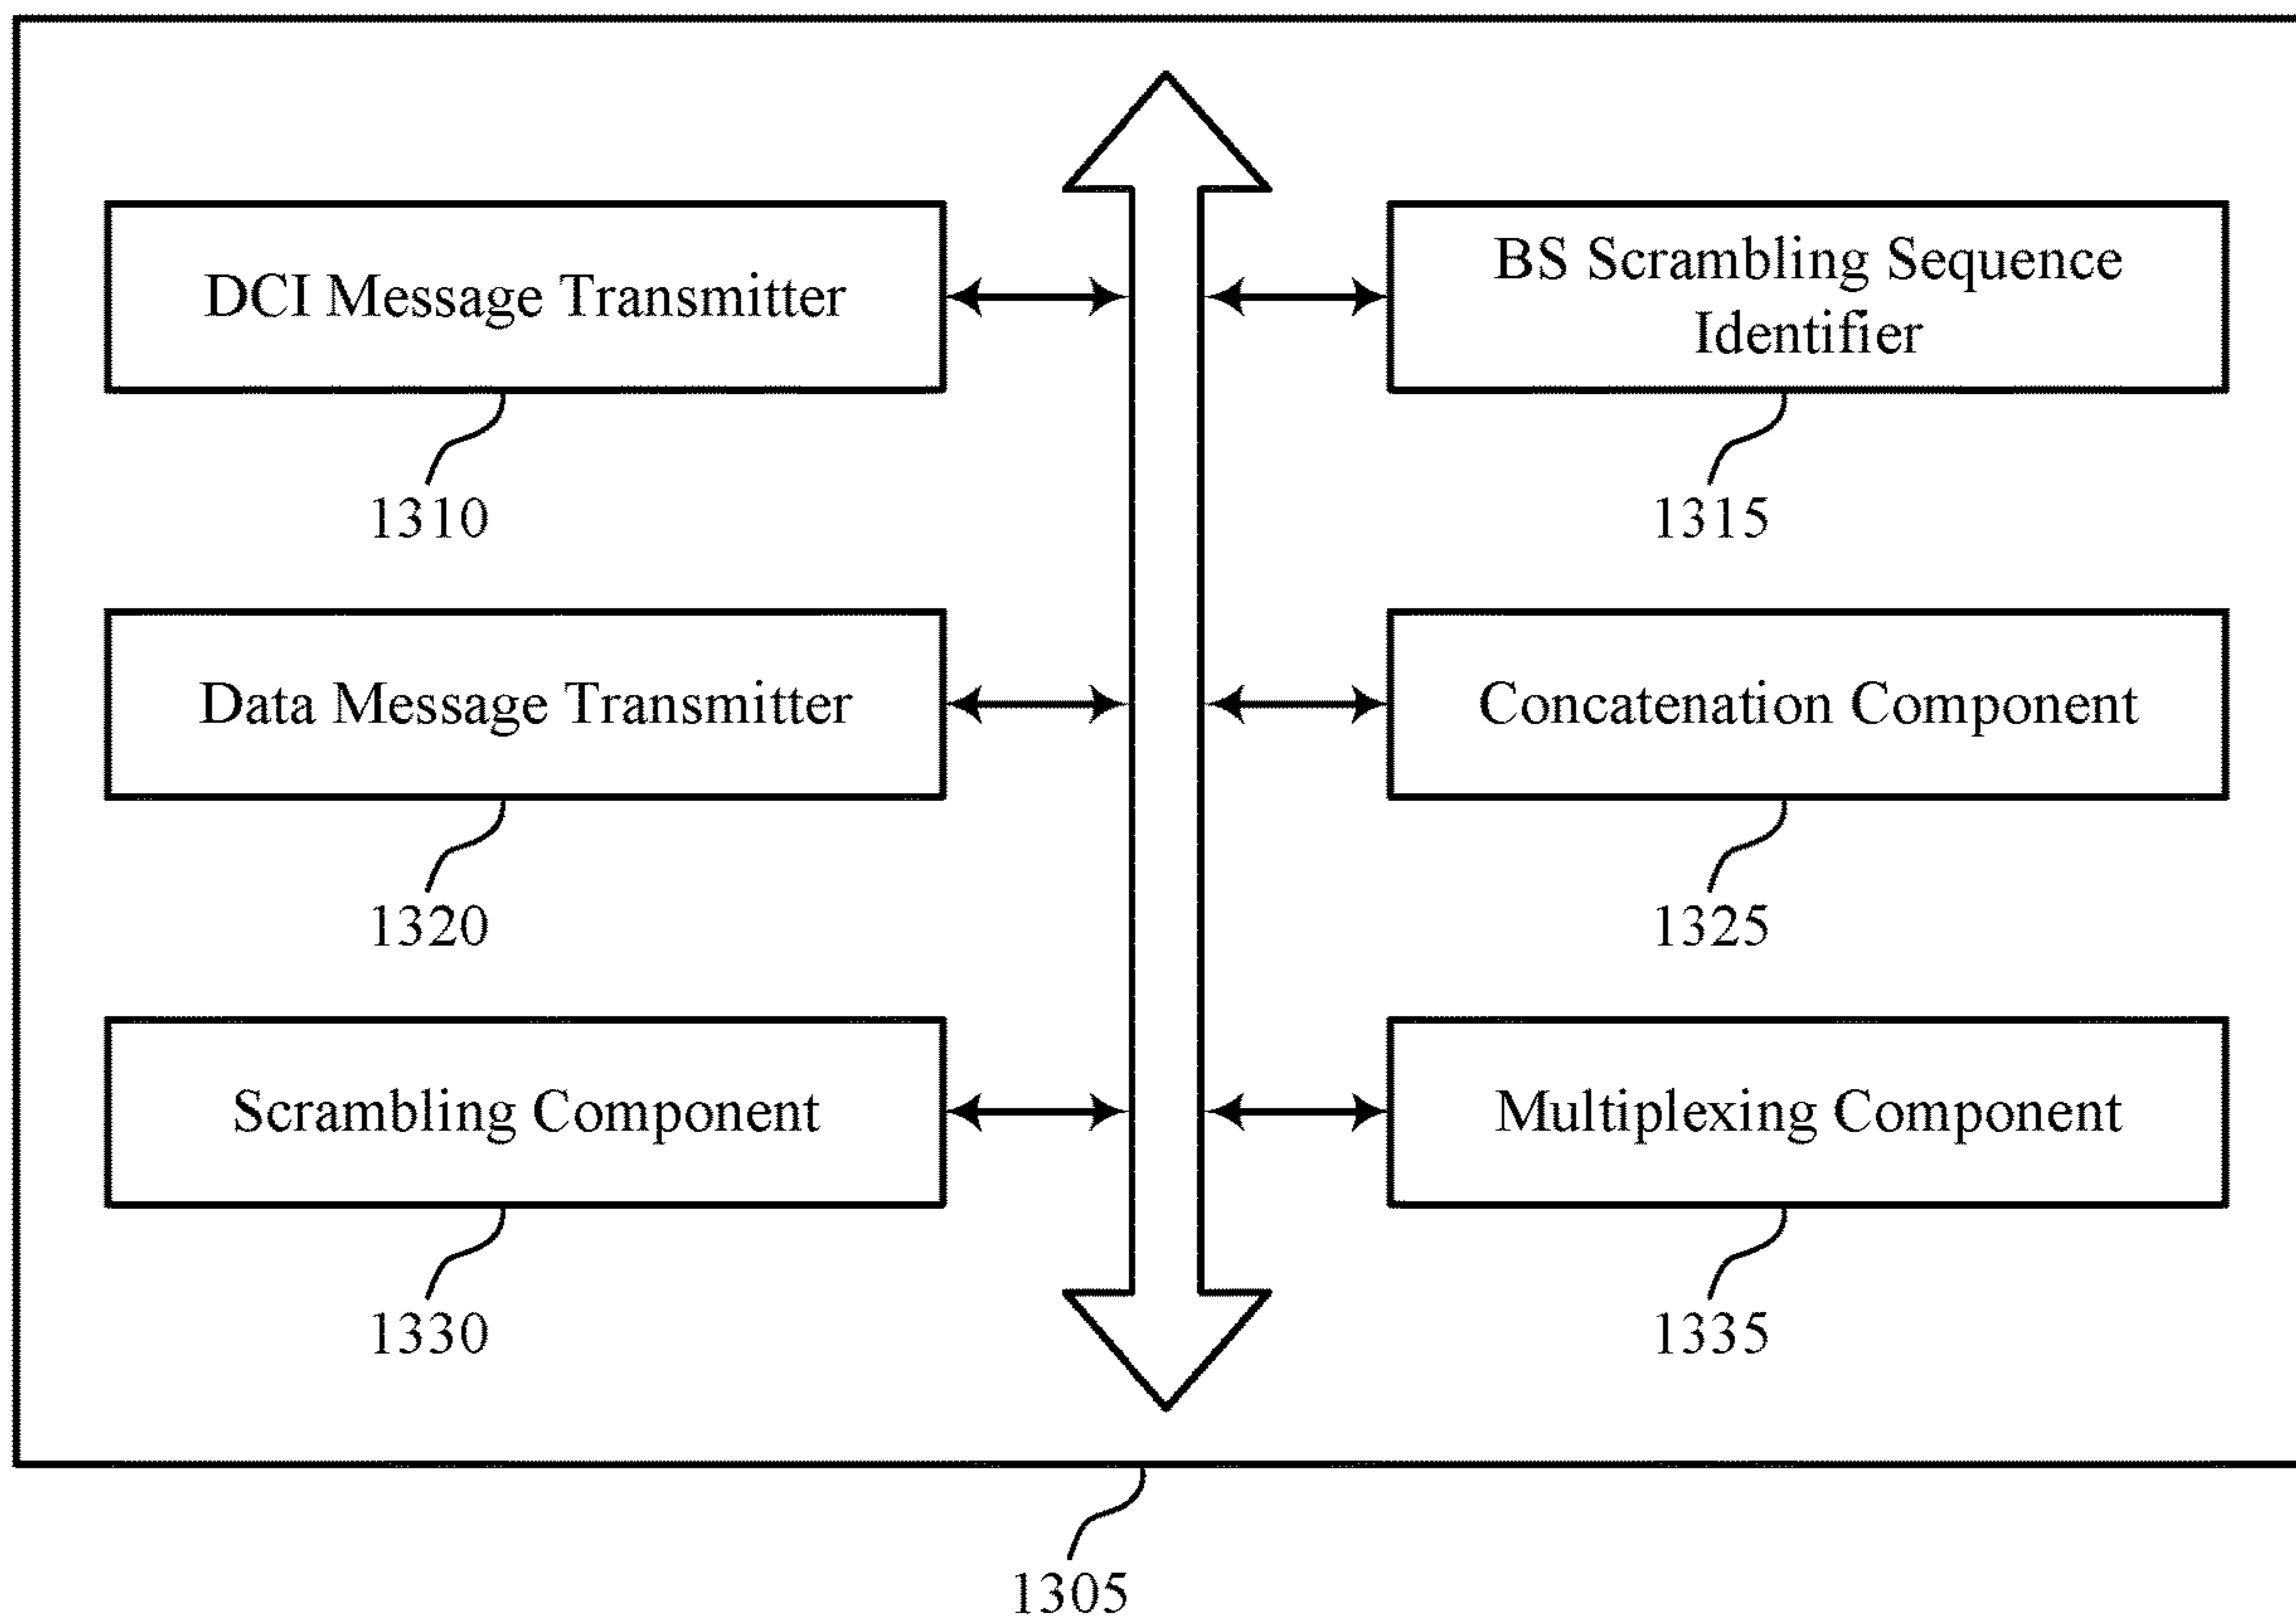 DCI Message Transmitter
1310
BS Scrambling Sequence
Identifier
1315
Data Message Transmitter
1320
Concatenation Component
1325
Scrambling Component
1330
Multiplexing Component
1335
1305